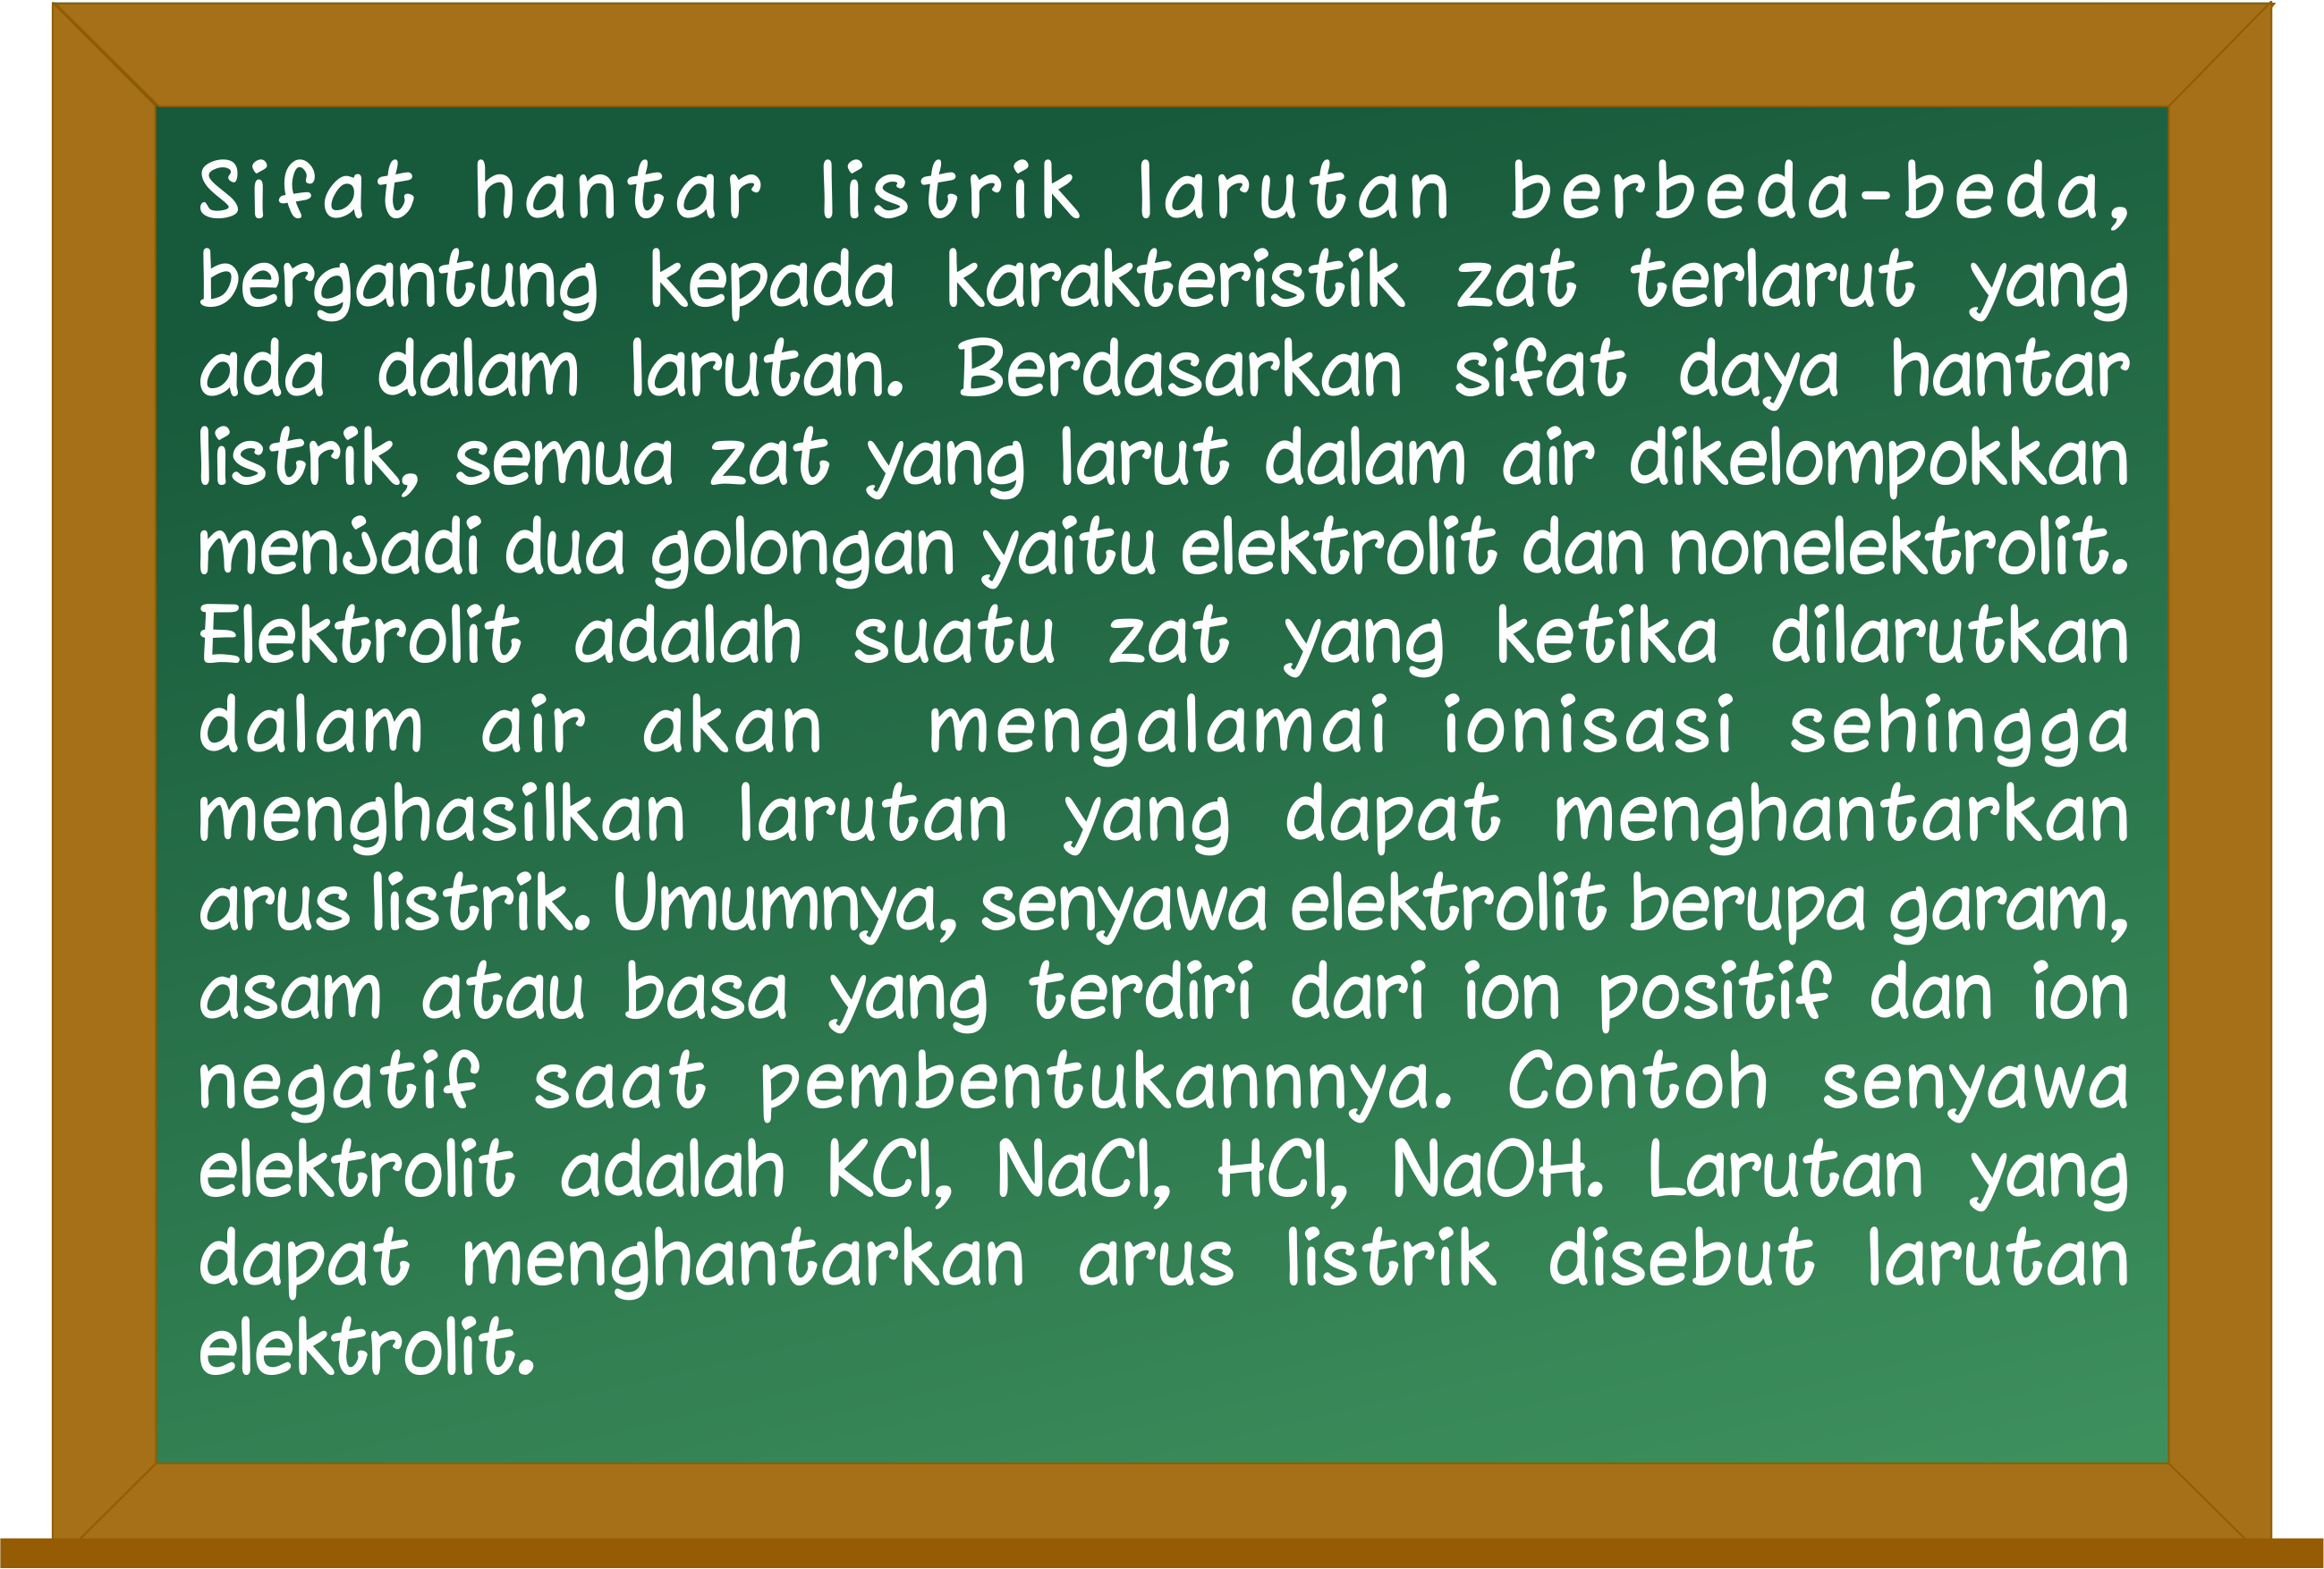 Sifat hantar listrik larutan berbeda-beda,
bergantung kepada karakteristik zat terlarut yang
ada dalam larutan. Berdasarkan sifat daya hantar
listrik, semua zat yang larut dalam air dikelompokkan
menjadi dua golongan yaitu elektrolit dan nonelektrolit.
Elektrolit adalah suatu zat yang ketika dilarutkan
dalam air akan mengalamai ionisasi sehingga
menghasilkan larutan yang dapat menghantarkan
arus listrik. Umumnya, senyawa elektrolit berupa garam,
asam atau basa yang terdiri dari ion positif dan ion
negatif saat pembentukannnya. Contoh senyawa
elektrolit adalah KCl, NaCl, HCl, NaOH. Larutan yang
dapat menghantarkan arus listrik disebut larutan
elektrolit.